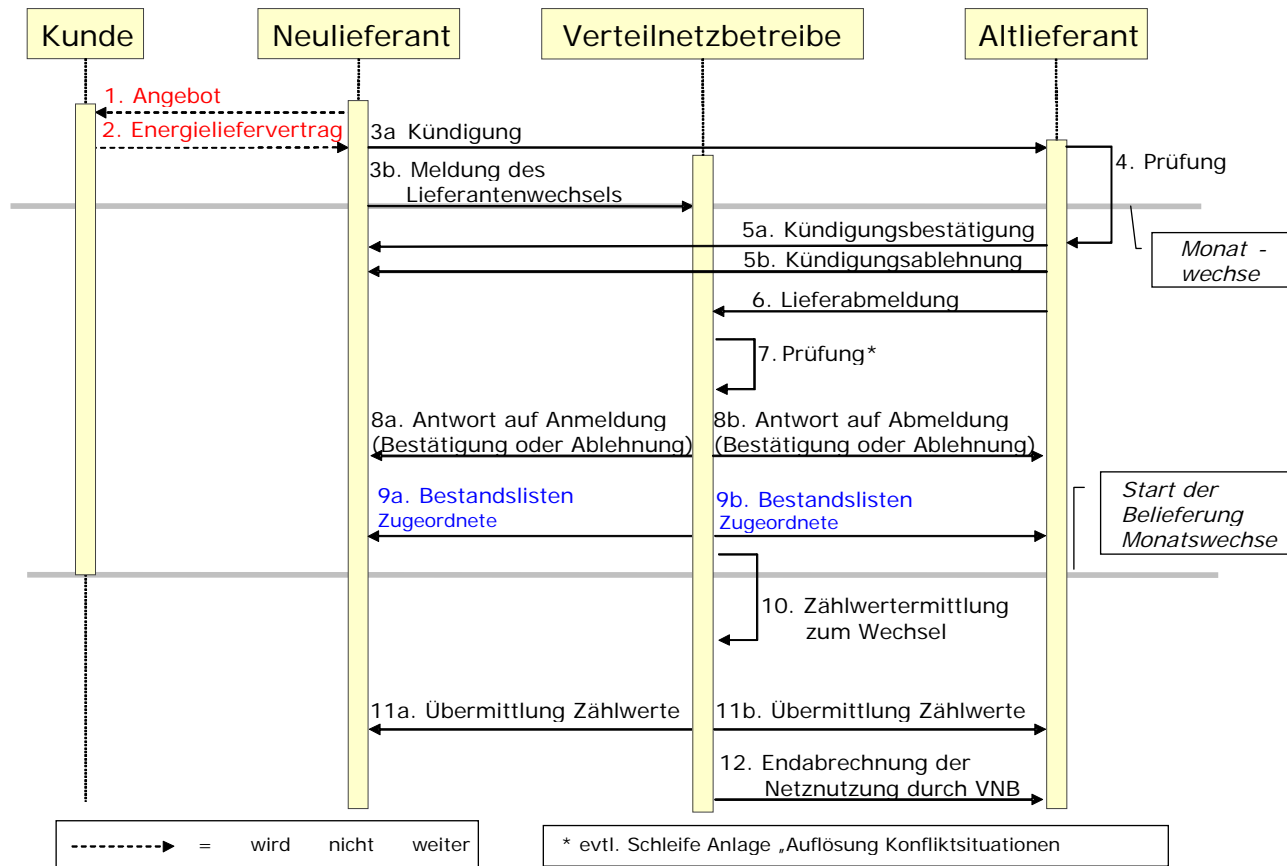 Kunde
Neulieferant
Verteilnetzbetreibe
Altlieferant
1. Angebot
2. Energieliefervertrag
3a Kündigung
3b. Meldung des
Lieferantenwechsels
4. Prüfung
5a. Kündigungsbestätigung
5b. Kündigungsablehnung
Monat -
wechse
6. Lieferabmeldung
7. Prüfung*
8a. Antwort auf Anmeldung
(Bestätigung oder Ablehnung)
8b. Antwort auf Abmeldung
(Bestätigung oder Ablehnung)
9a. Bestandslisten
Zugeordnete
9b. Bestandslisten
Zugeordnete
Start der
Belieferung
Monatswechse
10. Zählwertermittlung
zum Wechsel
11a. Übermittlung Zählwerte
11b. Übermittlung Zählwerte
12. Endabrechnung der
Netznutzung durch VNB
= wird nicht weiter
* evtl. Schleife Anlage „Auflösung Konfliktsituationen